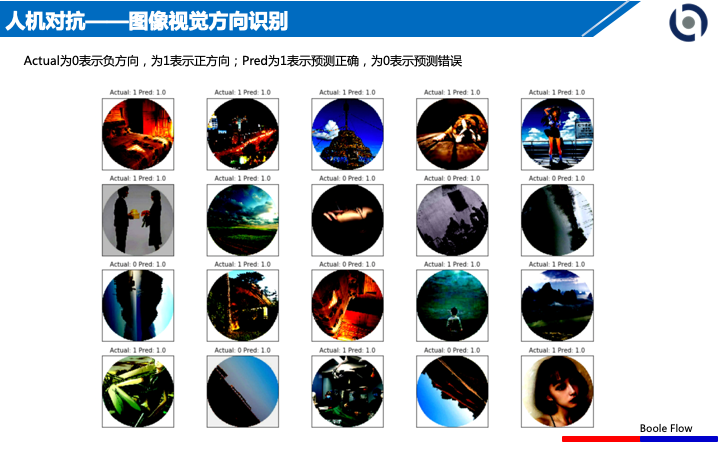 人机对抗——图像视觉方向识别
Actual为0表示负方向，为1表示正方向；Pred为1表示预测正确，为0表示预测错误
Actual: 1 Pred: 1.0 Actual: 1 Pred: 1.0 Actual: 1 Pred: 1.0 Actual: 1 Pred: 1.0 Actual: 1 Pred: 1.0
Actual: 1 Pred: 1.0 Actual: 1 Pred: 1.0 Actual: 0 Pred: 1.0 Actual: 0 Pred: 1.0 Actual: 0 Pred: 1.0
Actual: 0 Pred: 1.0 Actual: 1 Pred: 1.0 Actual: 0 Pred: 1.0 Actual: 1 Pred: 1.0 Actual: 1 Pred: 1.0
Actual: 1 Pred: 1.0 Actual: 0 Pred: 1.0 Actual: 1 Pred: 1.0 Actual: 0 Pred: 1.0 Actual: 1 Pred: 1.0
Boole Flow